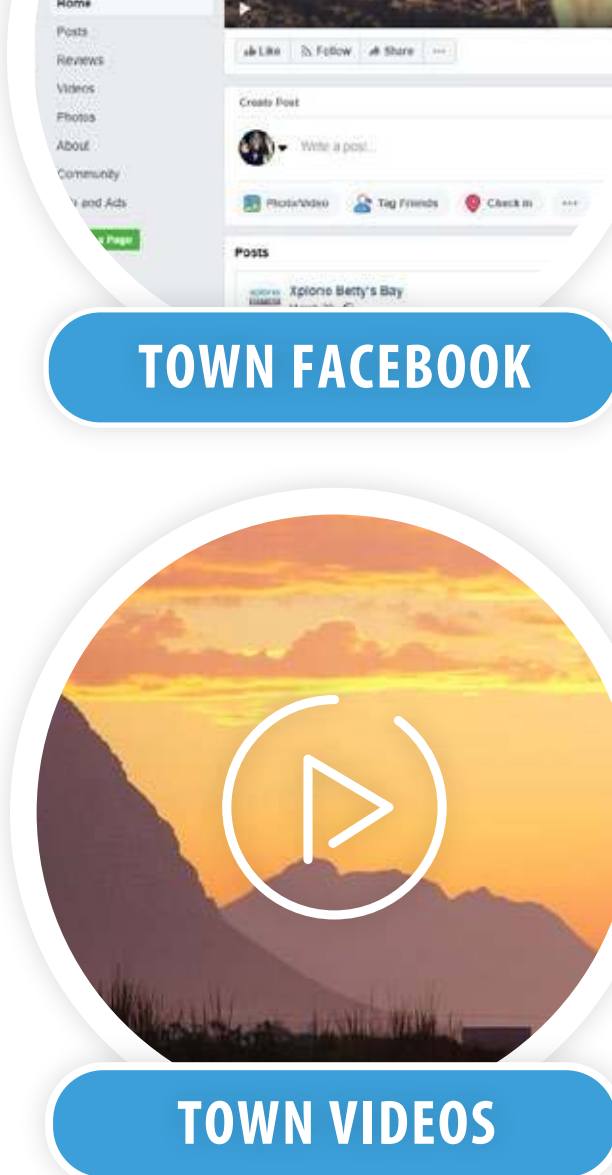 Home
Posts
Reviews
Videos
Photos
About
Community
and Ads
Page
Like Follow Share ...
Create Post
Write a post...
Photo/Video Tag Friends Check in ...
Posts
Xplorio Betty's Bay
TOWN FACEBOOK
TOWN VIDEOS